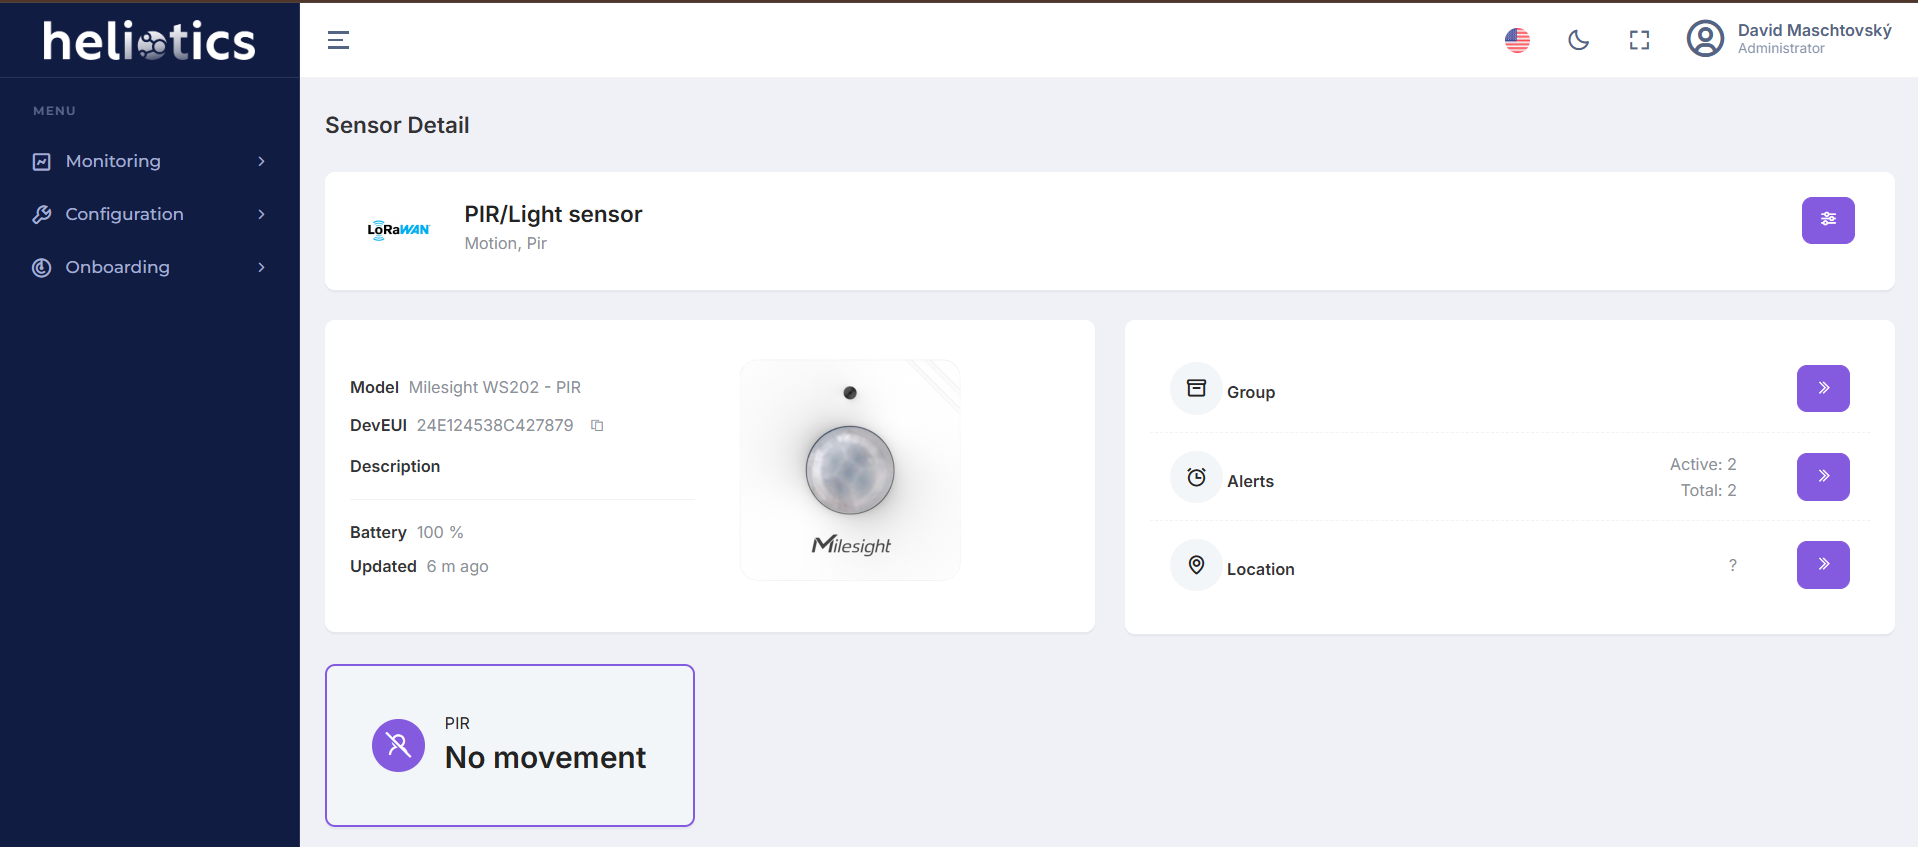 heliotics
David Maschtovský
Administrator
MENU
Monitoring
Configuration
Onboarding
Sensor Detail
LoRaWAN
PIR/Light sensor
Motion, Pir
Model Milesight WS202 - PIR
DevEUI 24E124538C427879
Description
Battery 100 %
Updated 6 m ago
Milesight
Group
Alerts
Active: 2
Total: 2
Location
?
PIR
No movement